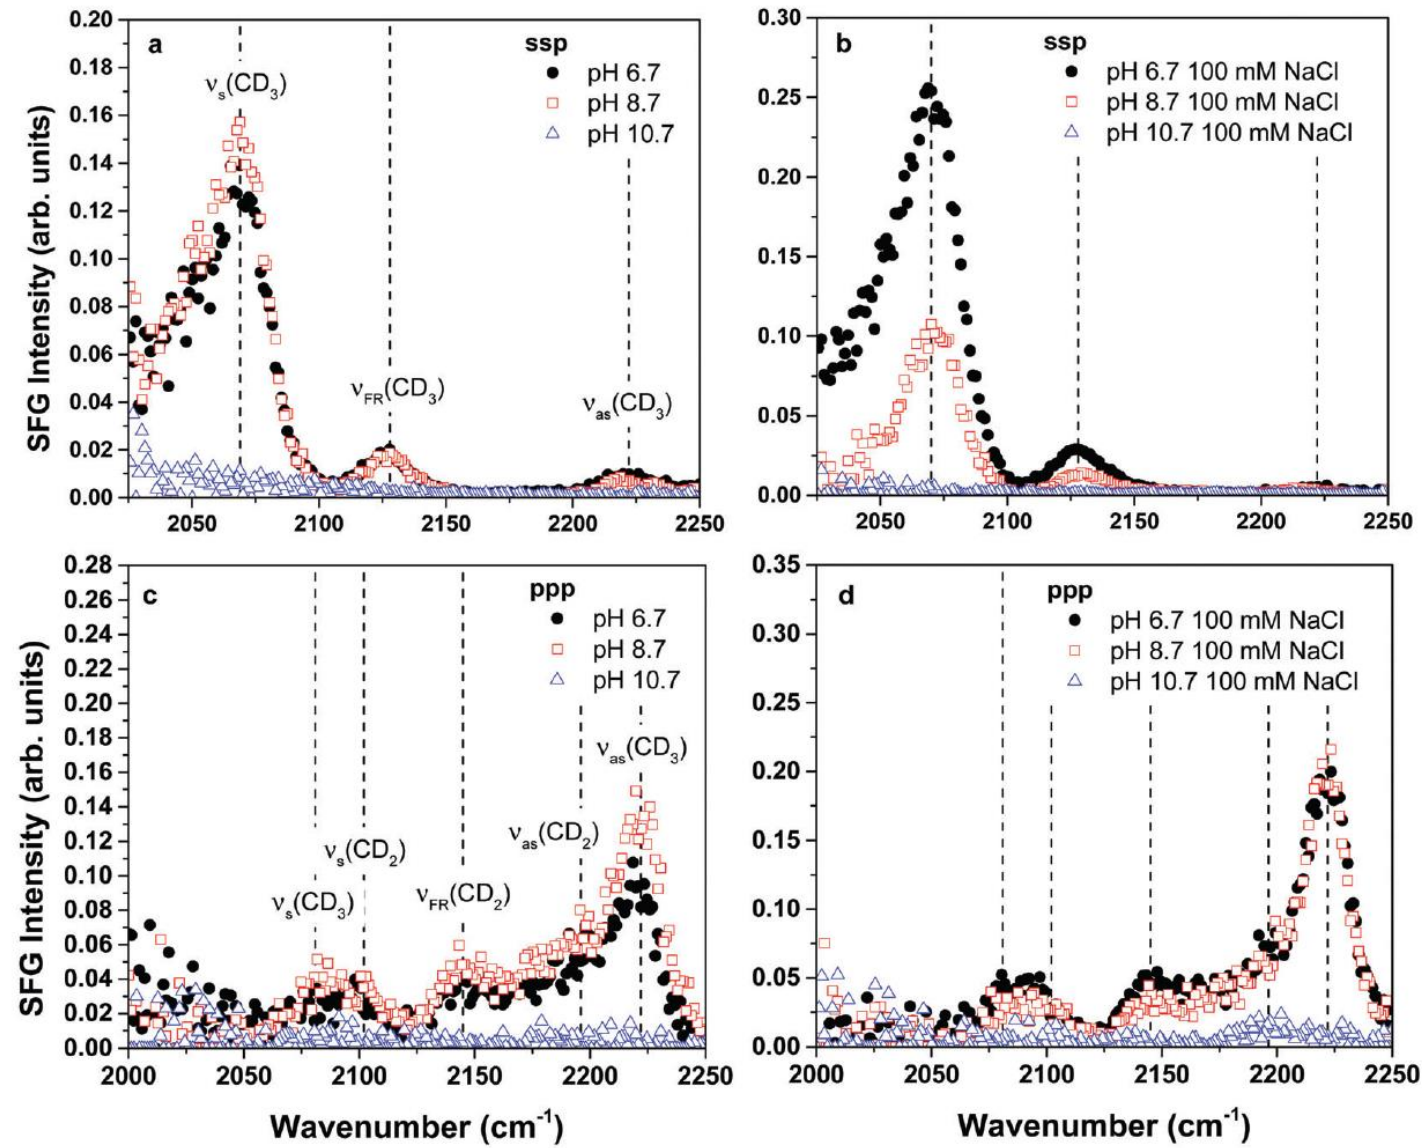 a
ssp
pH 6.7
pH 8.7
pH 10.7
νs(CD3)
νFR(CD3)
νas(CD3)
0.20
0.18
0.16
0.14
0.12
0.10
0.08
0.06
0.04
0.02
0.00
2050
2100
2150
2200
2250
SFG Intensity (arb. units)
b
ssp
pH 6.7 100 mM NaCl
pH 8.7 100 mM NaCl
pH 10.7 100 mM NaCl
0.30
0.25
0.20
0.15
0.10
0.05
0.00
2050
2100
2150
2200
2250
c
ppp
pH 6.7
pH 8.7
pH 10.7
νas(CD3)
νas(CD2)
νs(CD2)
νs(CD3)
νFR(CD2)
0.28
0.26
0.24
0.22
0.20
0.18
0.16
0.14
0.12
0.10
0.08
0.06
0.04
0.02
0.00
2000
2050
2100
2150
2200
2250
SFG Intensity (arb. units)
Wavenumber (cm-1)
d
ppp
pH 6.7 100 mM NaCl
pH 8.7 100 mM NaCl
pH 10.7 100 mM NaCl
0.35
0.30
0.25
0.20
0.15
0.10
0.05
0.00
2000
2050
2100
2150
2200
2250
Wavenumber (cm-1)